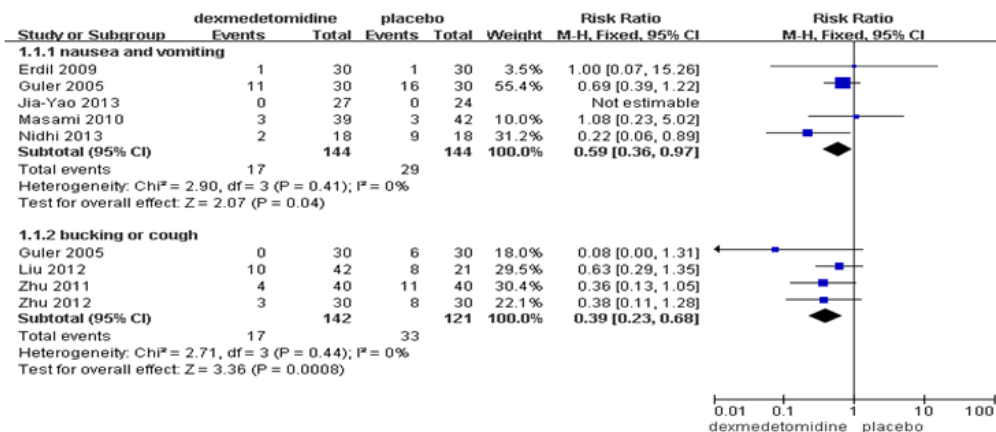 dexmedetomidine placebo Risk Ratio Risk Ratio
Study or Subgroup Events Total Events Total Weight M-H, Fixed, 95% CI M-H, Fixed, 95% CI
1.1.1 nausea and vomiting
Erdil 2009 1 30 1 30 3.5% 1.00 [0.07, 15.26]
Guler 2005 11 30 16 30 55.4% 0.69 [0.39, 1.22]
Jia-Yao 2013 0 27 0 24 Not estimable
Masami 2010 3 39 3 42 10.0% 1.08 [0.23, 5.02]
Nidhi 2013 2 18 9 18 31.2% 0.22 [0.06, 0.89]
Subtotal (95% CI) 144 144 100.0% 0.59 [0.36, 0.97]
Total events 17 29
Heterogeneity: Chi² = 2.90, df = 3 (P = 0.41); I² = 0%
Test for overall effect: Z = 2.07 (P = 0.04)
1.1.2 bucking or cough
Guler 2005 0 30 6 30 18.0% 0.08 [0.00, 1.31]
Liu 2012 10 42 8 21 29.5% 0.63 [0.29, 1.35]
Zhu 2011 4 40 11 40 30.4% 0.36 [0.13, 1.05]
Zhu 2012 3 30 8 30 22.1% 0.38 [0.11, 1.28]
Subtotal (95% CI) 142 121 100.0% 0.39 [0.23, 0.68]
Total events 17 33
Heterogeneity: Chi² = 2.71, df = 3 (P = 0.44); I² = 0%
Test for overall effect: Z = 3.36 (P = 0.0008)
0.01 0.1 1 10 100
dexmedetomidine placebo